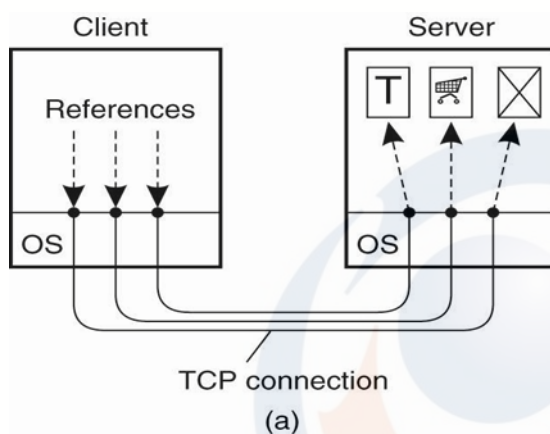 Client Server
References
T
OS OS
TCP connection
(a)